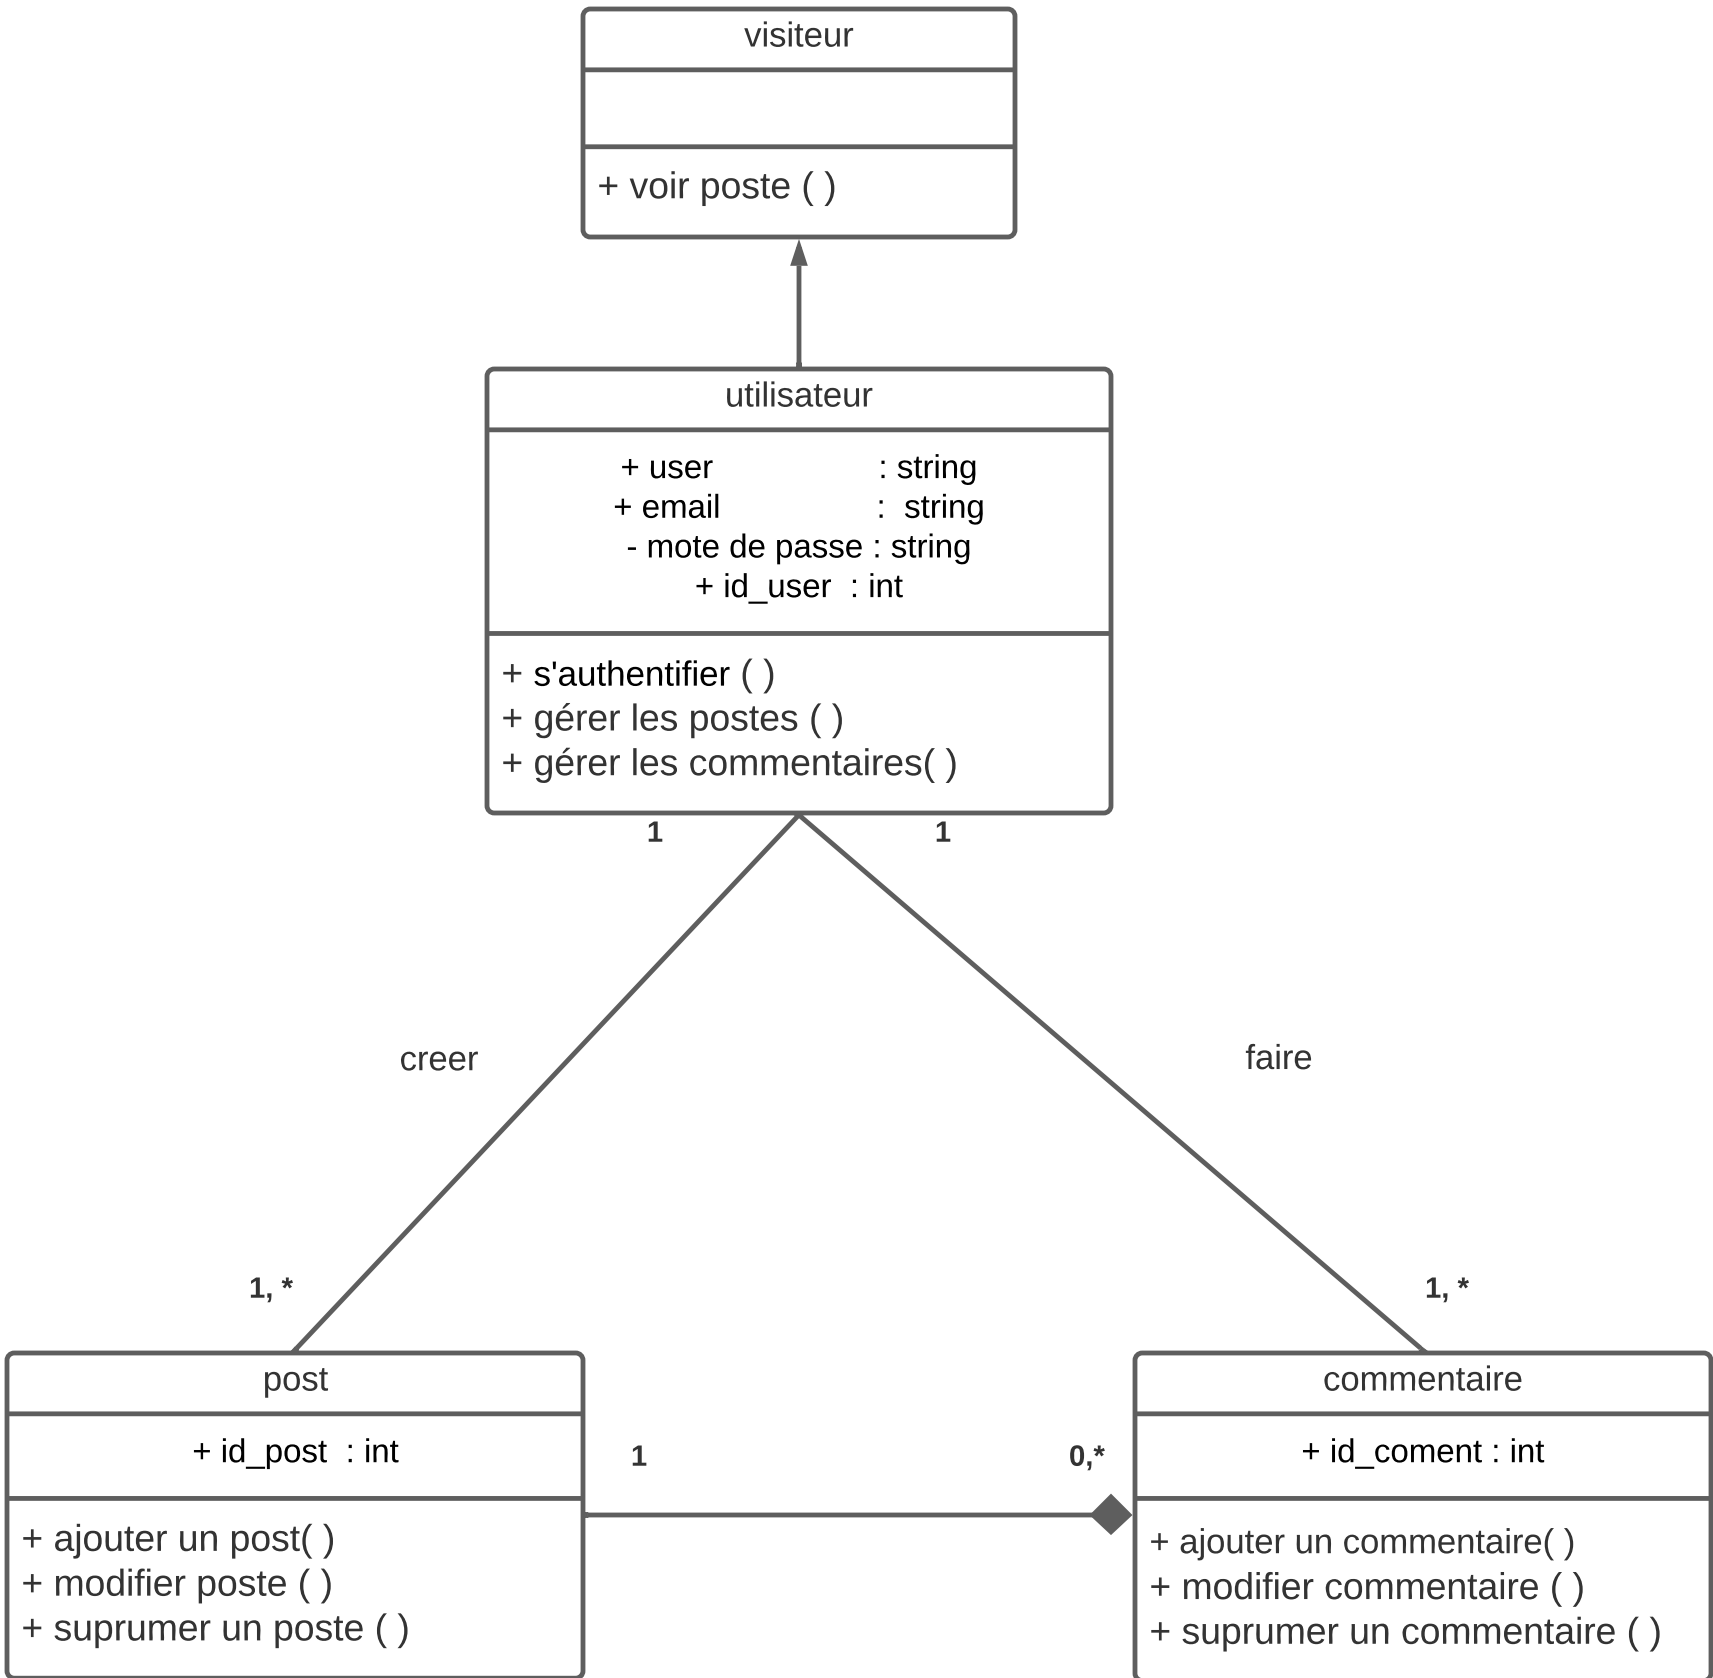 visiteur
+ voir poste ( )
utilisateur
+ user : string
+ email : string
- mote de passe : string
+ id_user : int
+ s'authentifier ( )
+ gérer les postes ( )
+ gérer les commentaires( )
1
1
creer
faire
1, *
1, *
post
+ id_post : int
+ ajouter un post( )
+ modifier poste ( )
+ suprumer un poste ( )
1
0,*
commentaire
+ id_coment : int
+ ajouter un commentaire( )
+ modifier commentaire ( )
+ suprumer un commentaire ( )